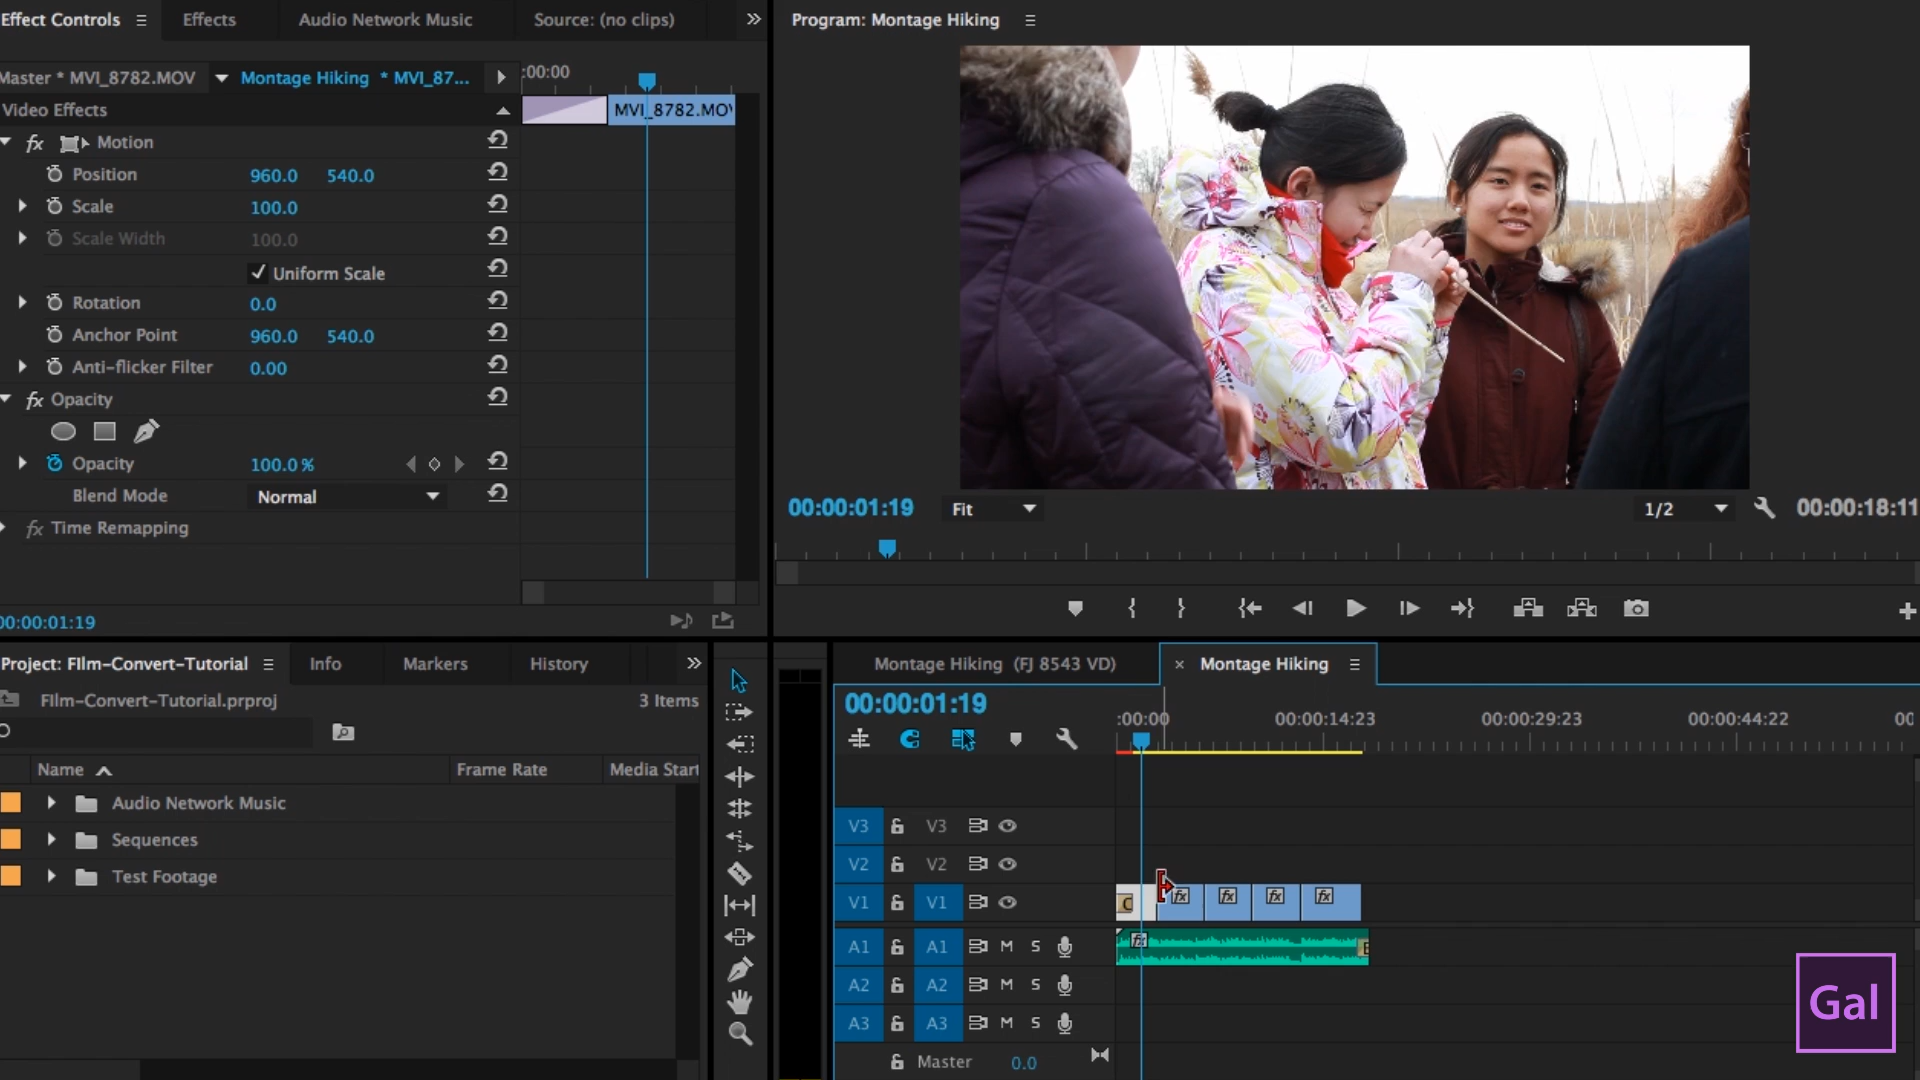 Effect Controls Effects Audio Network Music Source: (no clips)
Master * MVI_8782.MOV Montage Hiking * MVI_87... :00:00
Video Effects MVI_8782.MOV
fx Motion
Position 960.0 540.0
Scale 100.0
Scale Width 100.0
Uniform Scale
Rotation 0.0
Anchor Point 960.0 540.0
Anti-flicker Filter 0.00
fx Opacity
Opacity 100.0 %
Blend Mode Normal
fx Time Remapping
00:00:01:19
Program: Montage Hiking
00:00:01:19 Fit 1/2 00:00:18:11
Project: FIlm-Convert-Tutorial Info Markers History
FIlm-Convert-Tutorial.prproj 3 Items
Name Frame Rate Media Start
Audio Network Music
Sequences
Test Footage
Montage Hiking (FJ 8543 VD) × Montage Hiking
00:00:01:19
:00:00 00:00:14:23 00:00:29:23 00:00:44:22 00
V3 V3
V2 V2
V1 V1 C fx fx fx fx
A1 A1 M S fx
A2 A2 M S
A3 A3 M S
Master 0.0
Gal